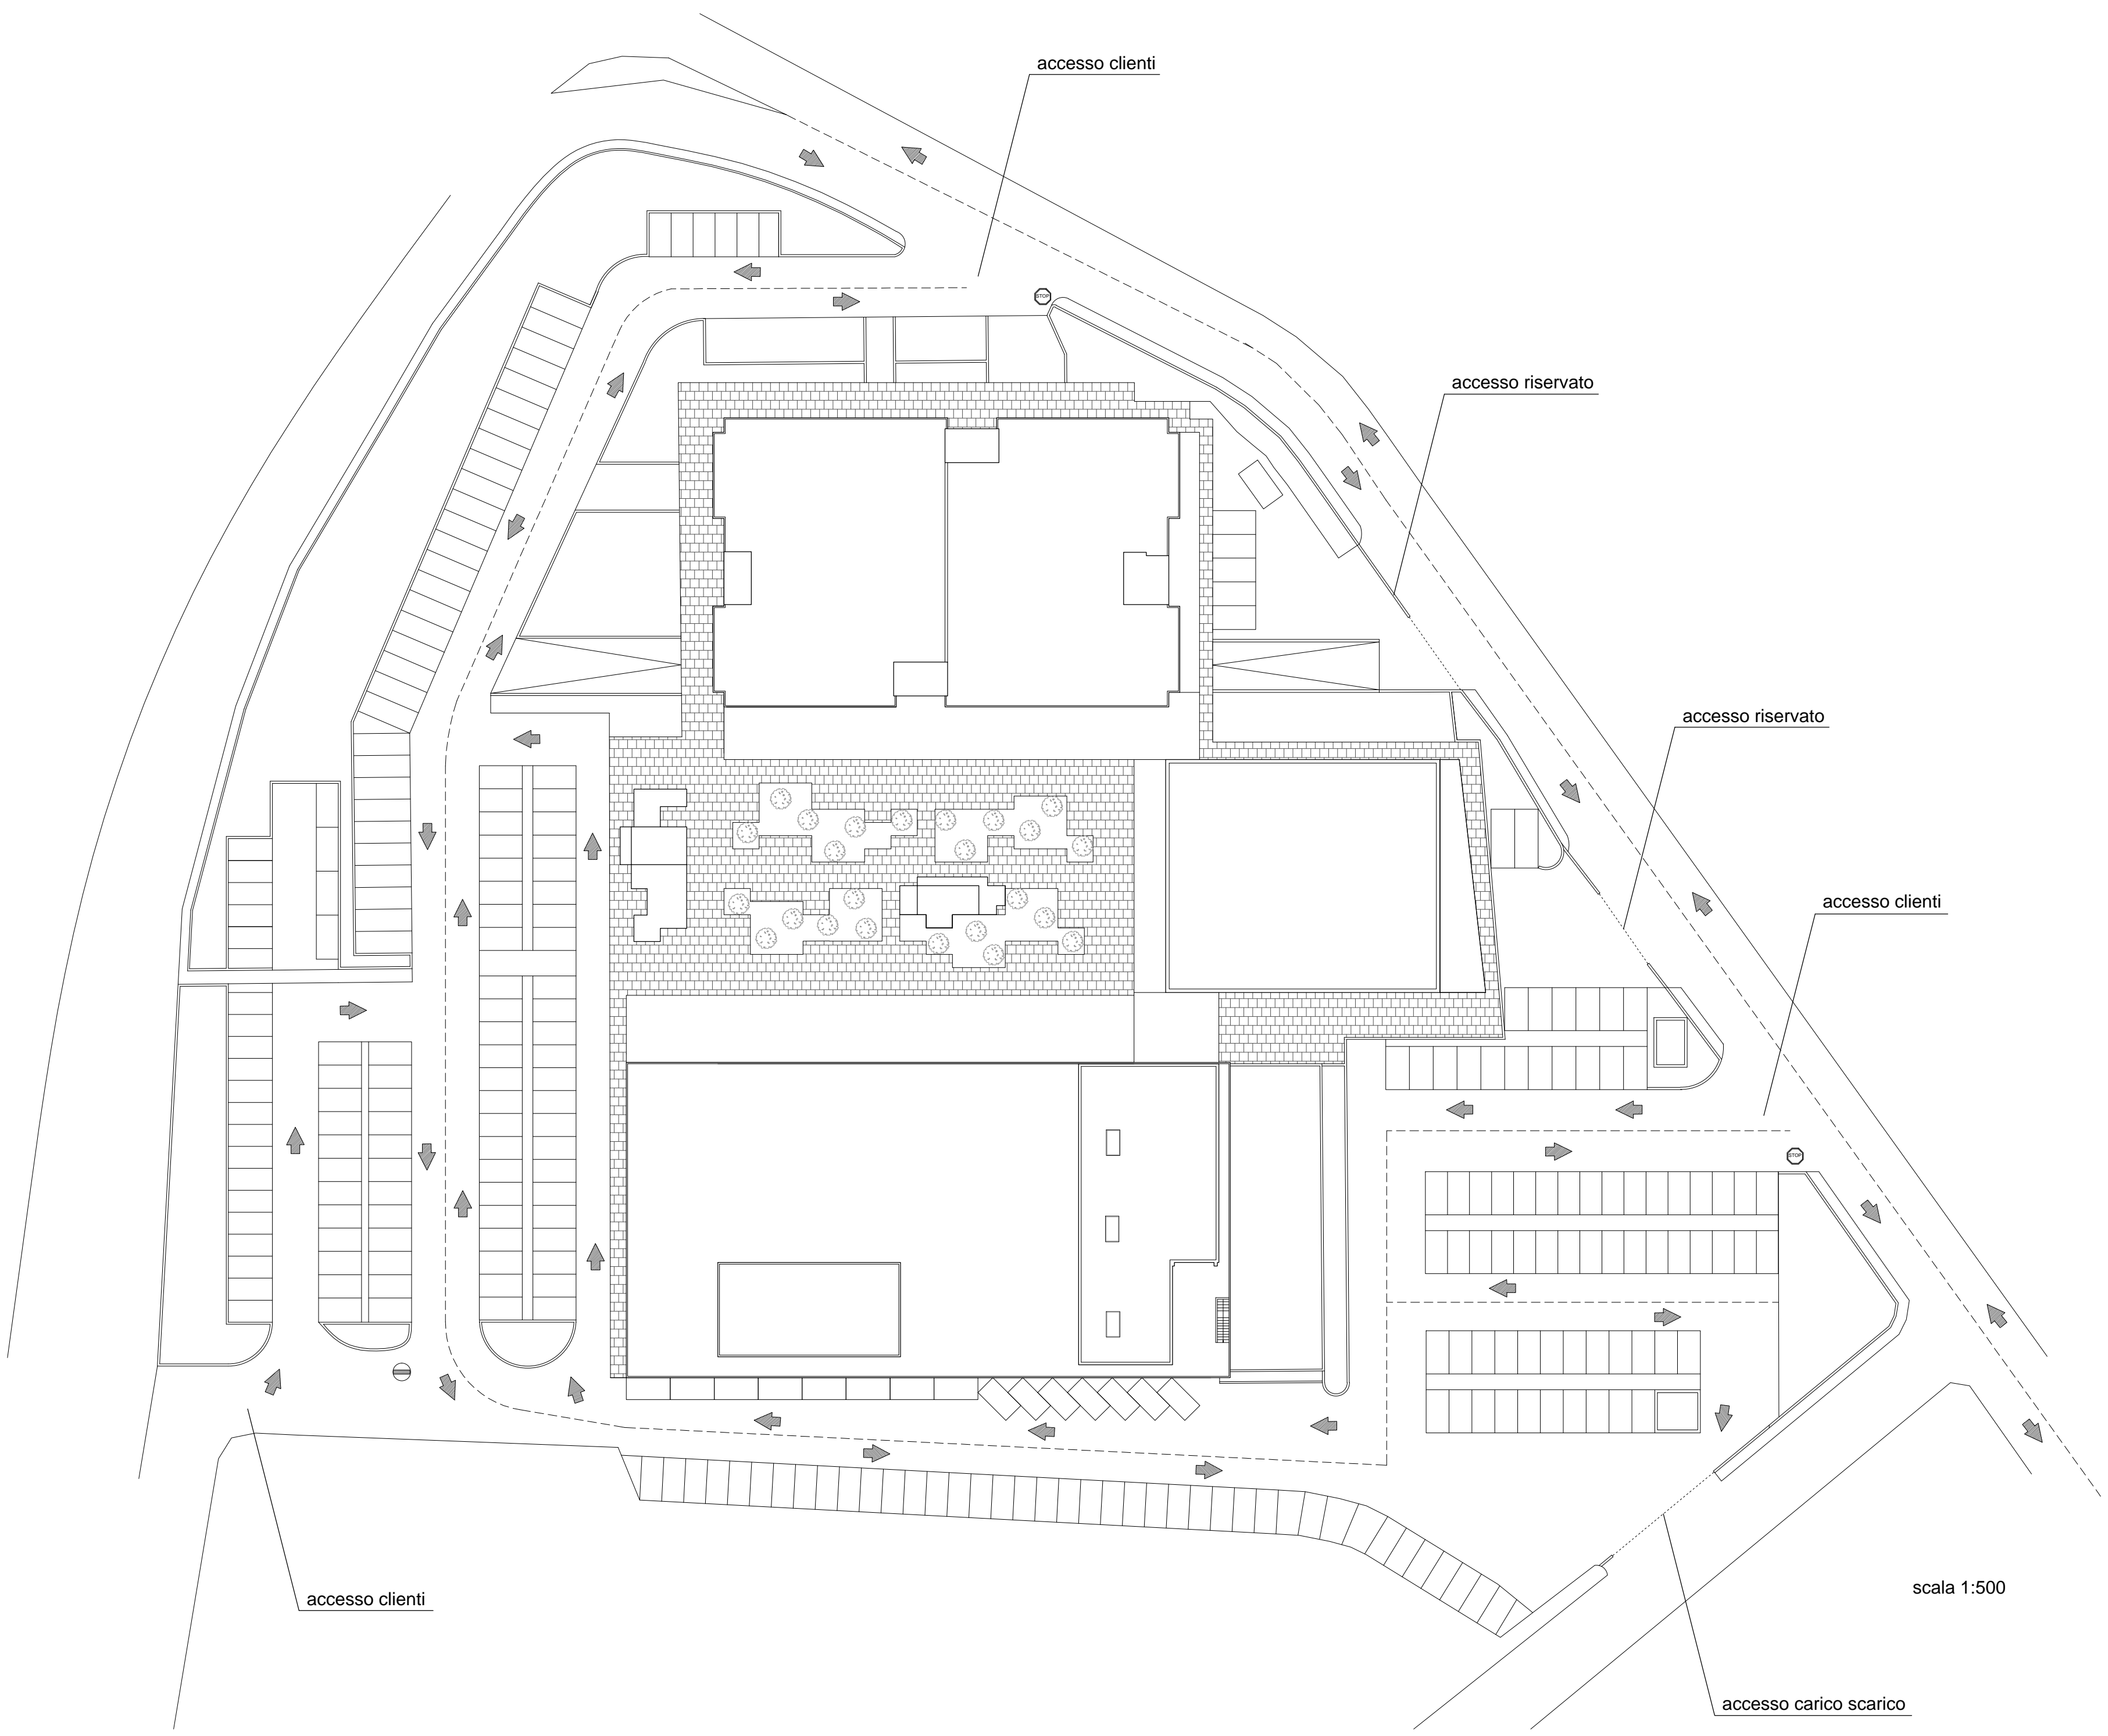 accesso clienti
STOP
accesso riservato
accesso riservato
accesso clienti
STOP
accesso clienti
scala 1:500
accesso carico scarico